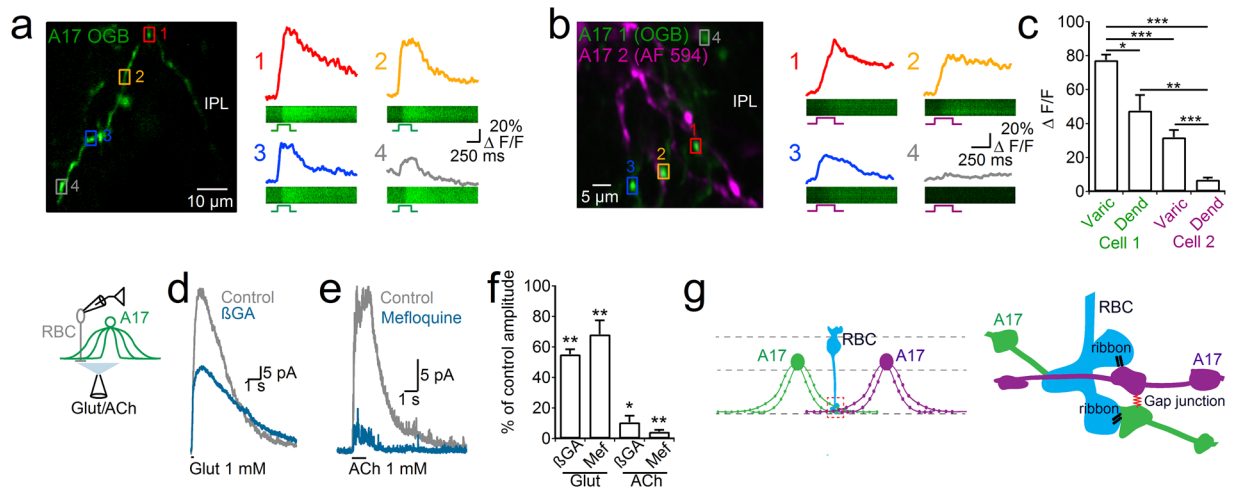 a
A17 OGB
1
2
3
4
IPL
10 µm
1
2
3
4
20%
Δ F/F
250 ms
b
A17 1 (OGB)
A17 2 (AF 594)
4
IPL
1
2
3
5 µm
1
2
3
4
20%
Δ F/F
250 ms
c
Δ F/F
100
80
60
40
20
0
***
***
*
**
***
Varic
Dend
Varic
Dend
Cell 1
Cell 2
RBC
A17
Glut/ACh
d
Control
ßGA
5 pA
1 s
Glut 1 mM
e
Control
Mefloquine
5 pA
1 s
ACh 1 mM
f
% of control amplitude
100
80
60
40
20
0
**
**
*
**
ßGA
Mef
ßGA
Mef
Glut
ACh
g
A17
RBC
A17
A17
RBC
ribbon
A17
Gap junction
ribbon